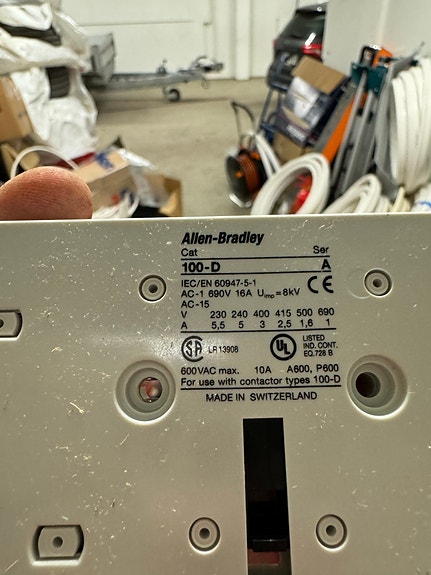 Allen-Bradley
Cat Ser
100-D A
IEC/EN 60947-5-1
AC-1 690V 16A Uimp=8kV CE
AC-15
V 230 240 400 415 500 690
A 5,5 5 3 2,5 1,6 1
SA LR 13908 UL LISTED
IND. CONT.
EQ.728 B
600VAC max. 10A A600, P600
For use with contactor types 100-D
MADE IN SWITZERLAND